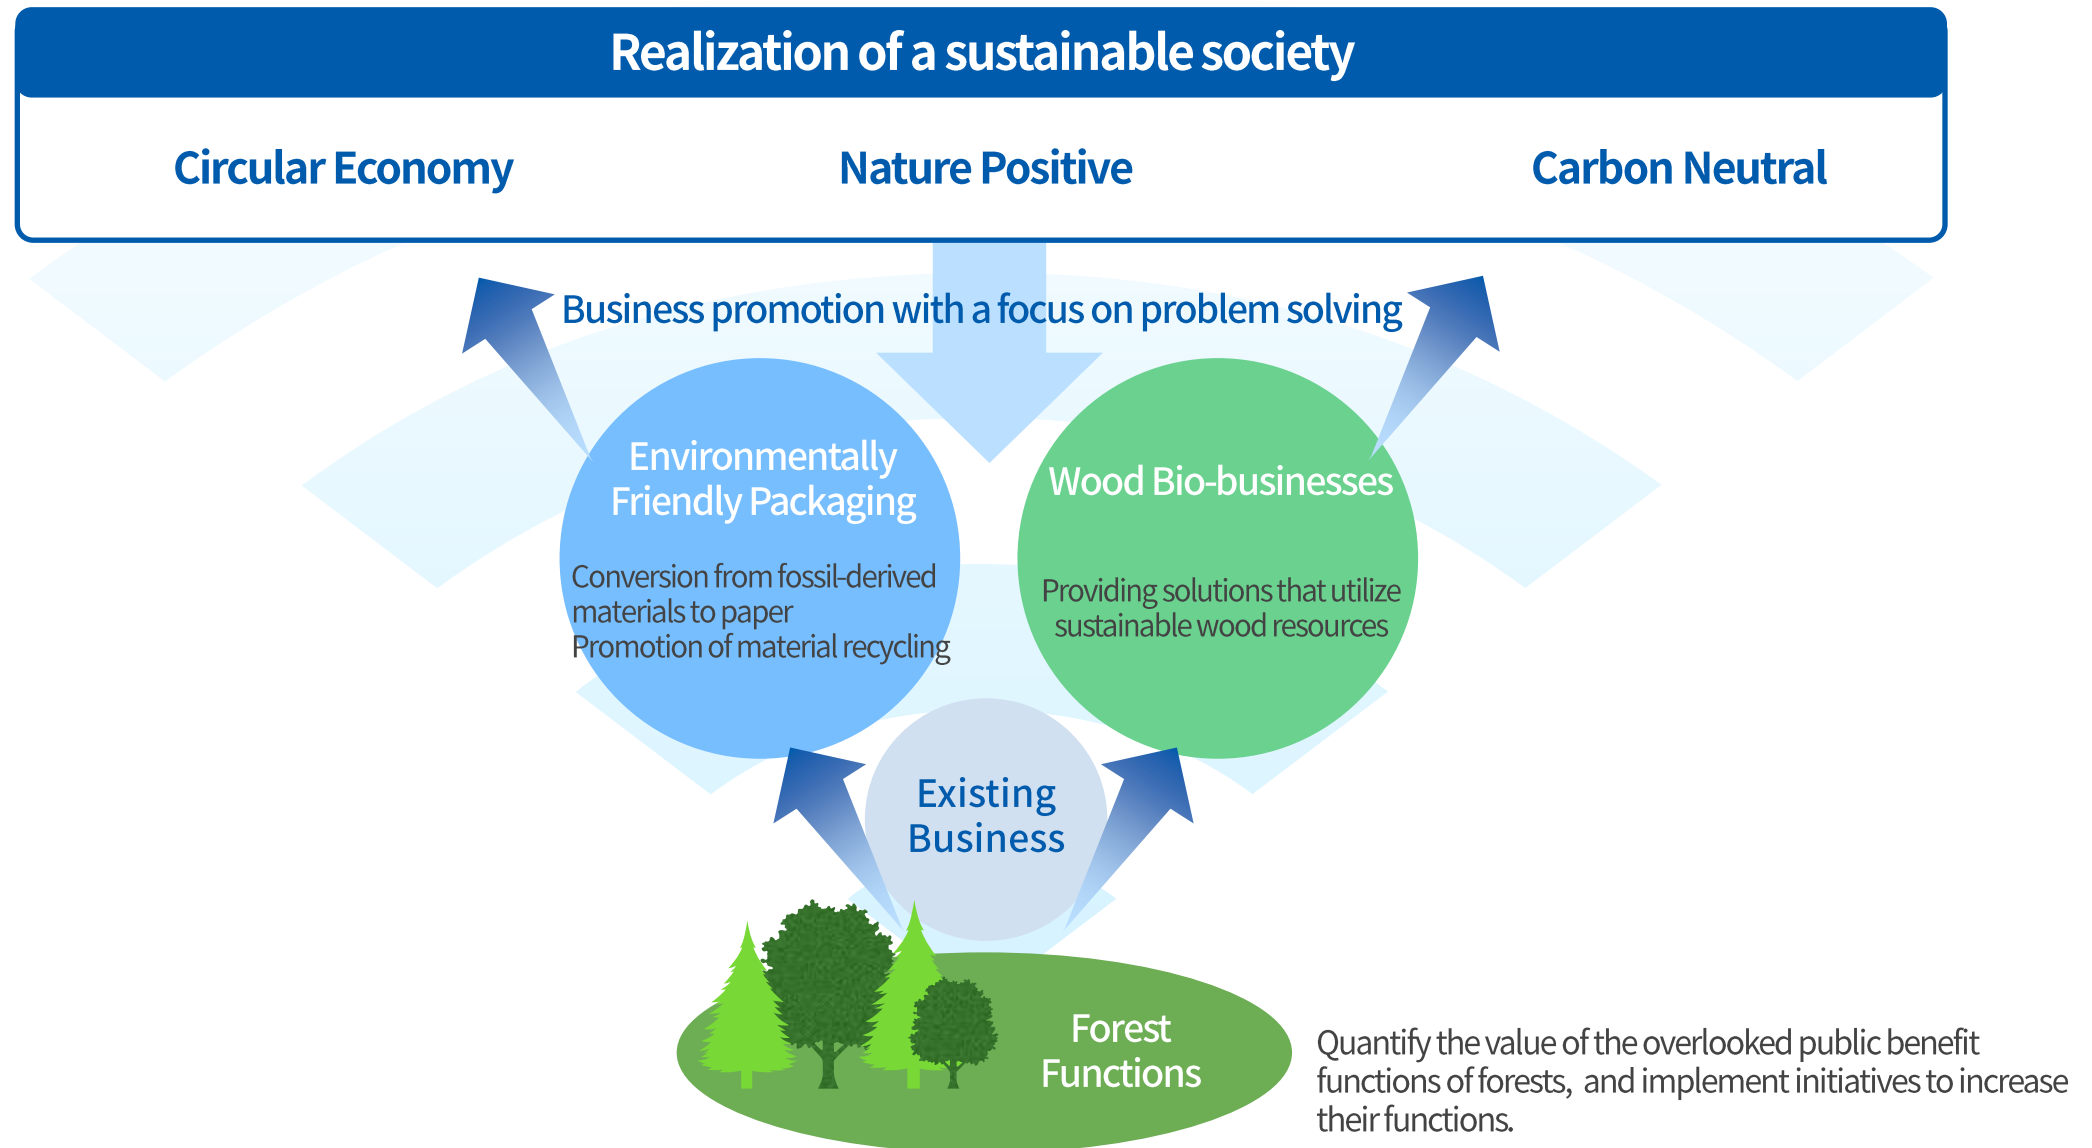 Realization of a sustainable society
Circular Economy
Nature Positive
Carbon Neutral
Business promotion with a focus on problem solving
Environmentally
Friendly Packaging
Conversion from fossil-derived
materials to paper
Promotion of material recycling
Wood Bio-businesses
Providing solutions that utilize
sustainable wood resources
Existing
Business
Forest
Functions
Quantify the value of the overlooked public benefit
functions of forests,  and implement initiatives to increase
their functions.